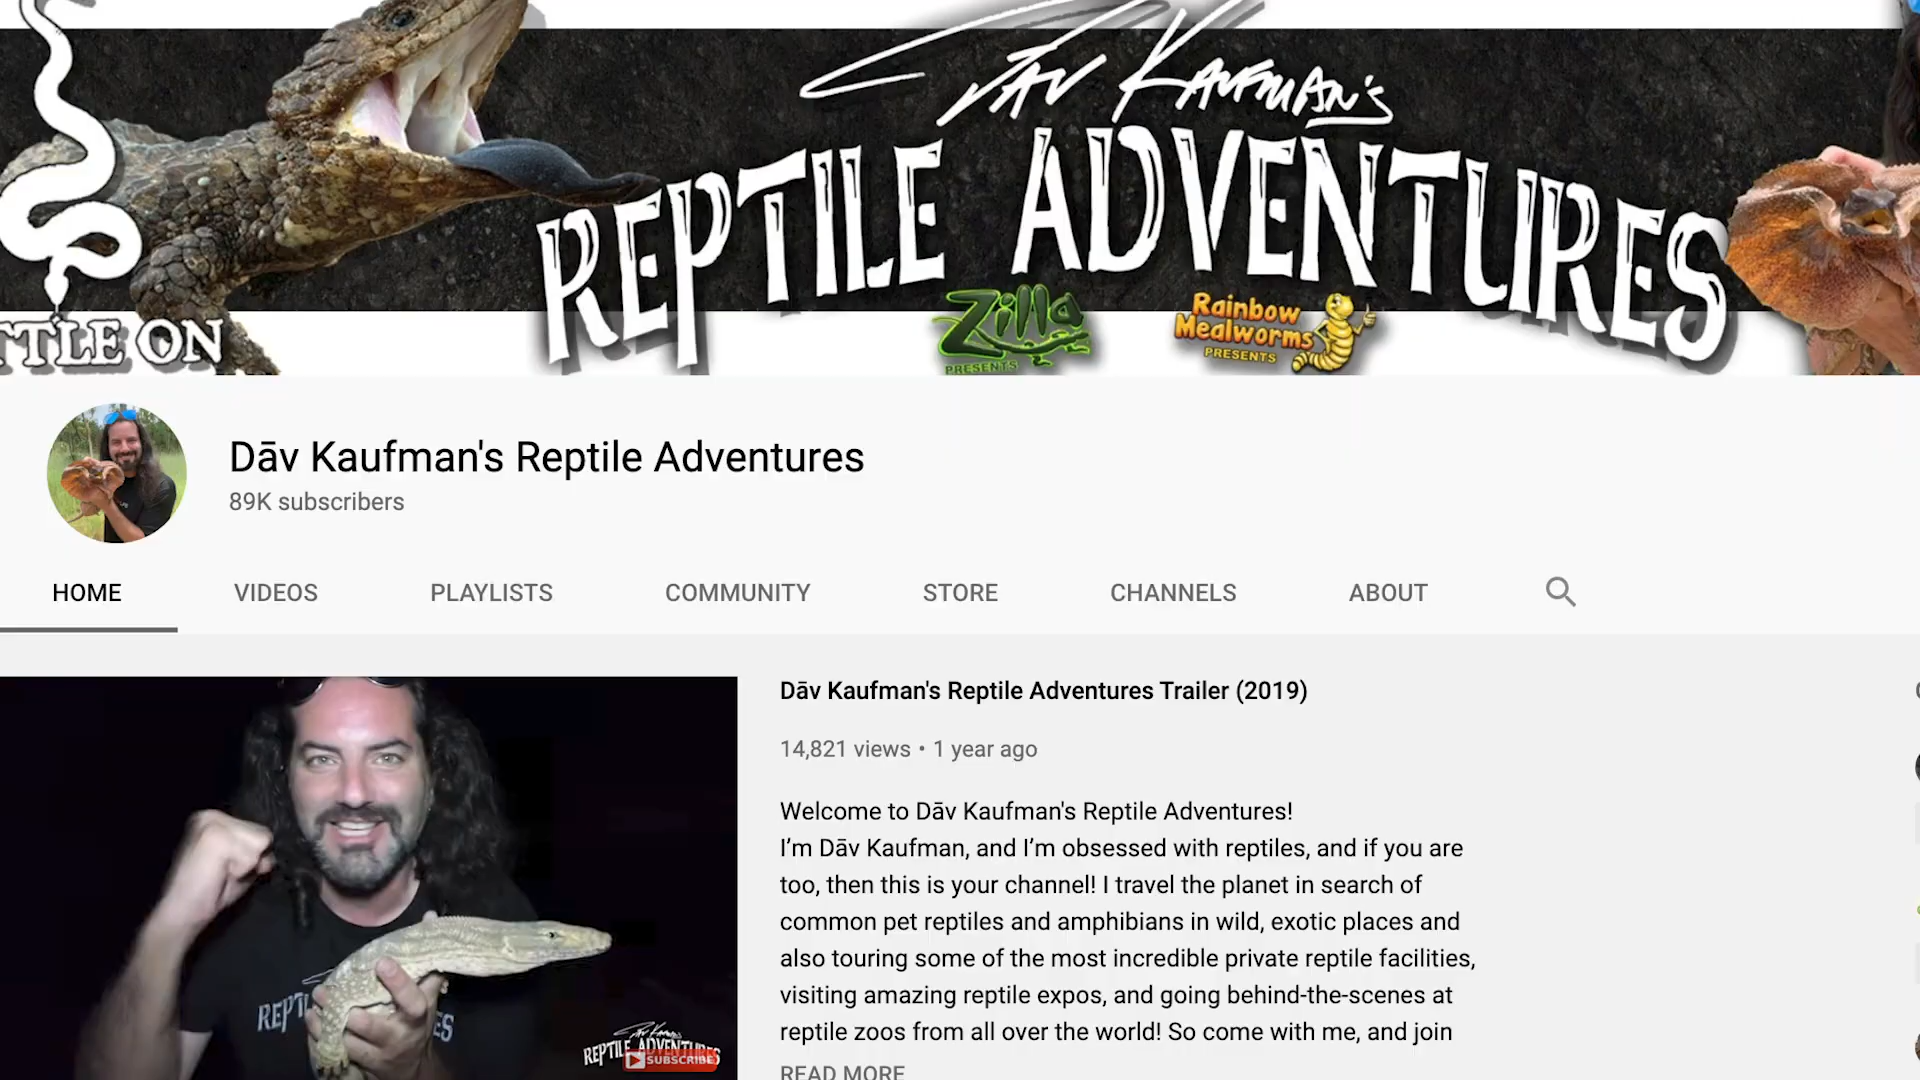 Dāv Kaufman's
REPTILE ADVENTURES
Zilla
PRESENTS
Rainbow
Mealworms
PRESENTS
TTLE ON
Dāv Kaufman's Reptile Adventures
89K subscribers
HOME VIDEOS PLAYLISTS COMMUNITY STORE CHANNELS ABOUT
Dāv Kaufman's Reptile Adventures Trailer (2019)
14,821 views • 1 year ago
Welcome to Dāv Kaufman's Reptile Adventures!
I’m Dāv Kaufman, and I’m obsessed with reptiles, and if you are
too, then this is your channel! I travel the planet in search of
common pet reptiles and amphibians in wild, exotic places and
also touring some of the most incredible private reptile facilities,
visiting amazing reptile expos, and going behind-the-scenes at
reptile zoos from all over the world! So come with me, and join
READ MORE
REPTILE ADVENTURES
SUBSCRIBE